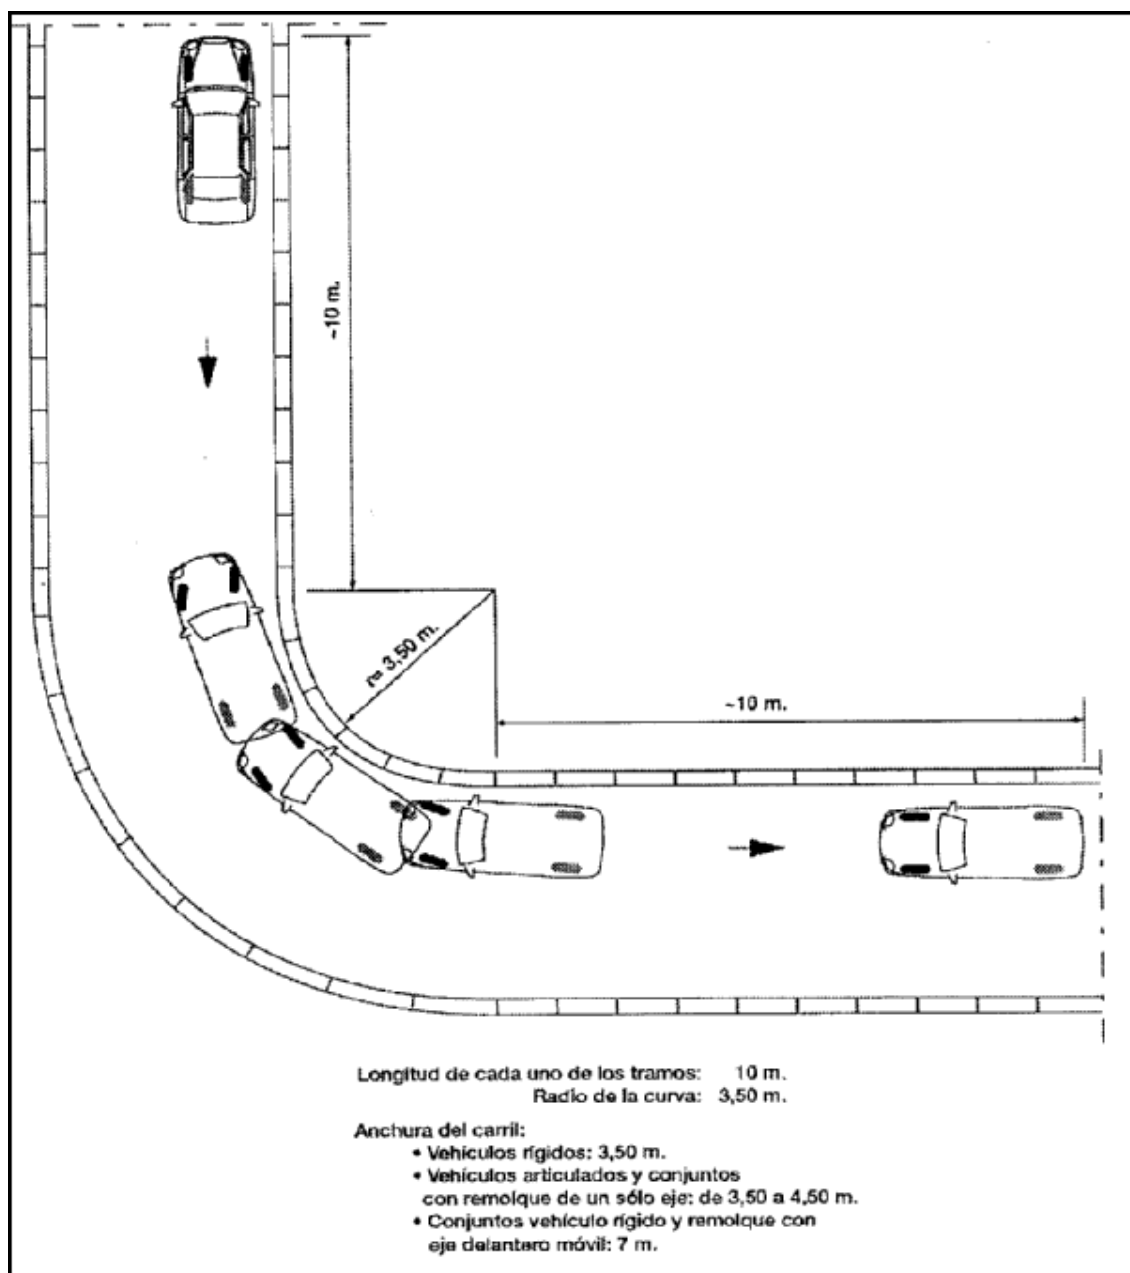 ~10 m.
r= 3,50 m.
~10 m.
Longitud de cada uno de los tramos: 10 m.
Radio de la curva: 3,50 m.
Anchura del carril:
• Vehículos rígidos: 3,50 m.
• Vehículos articulados y conjuntos
con remolque de un sólo eje: de 3,50 a 4,50 m.
• Conjuntos vehículo rígido y remolque con
eje delantero móvil: 7 m.